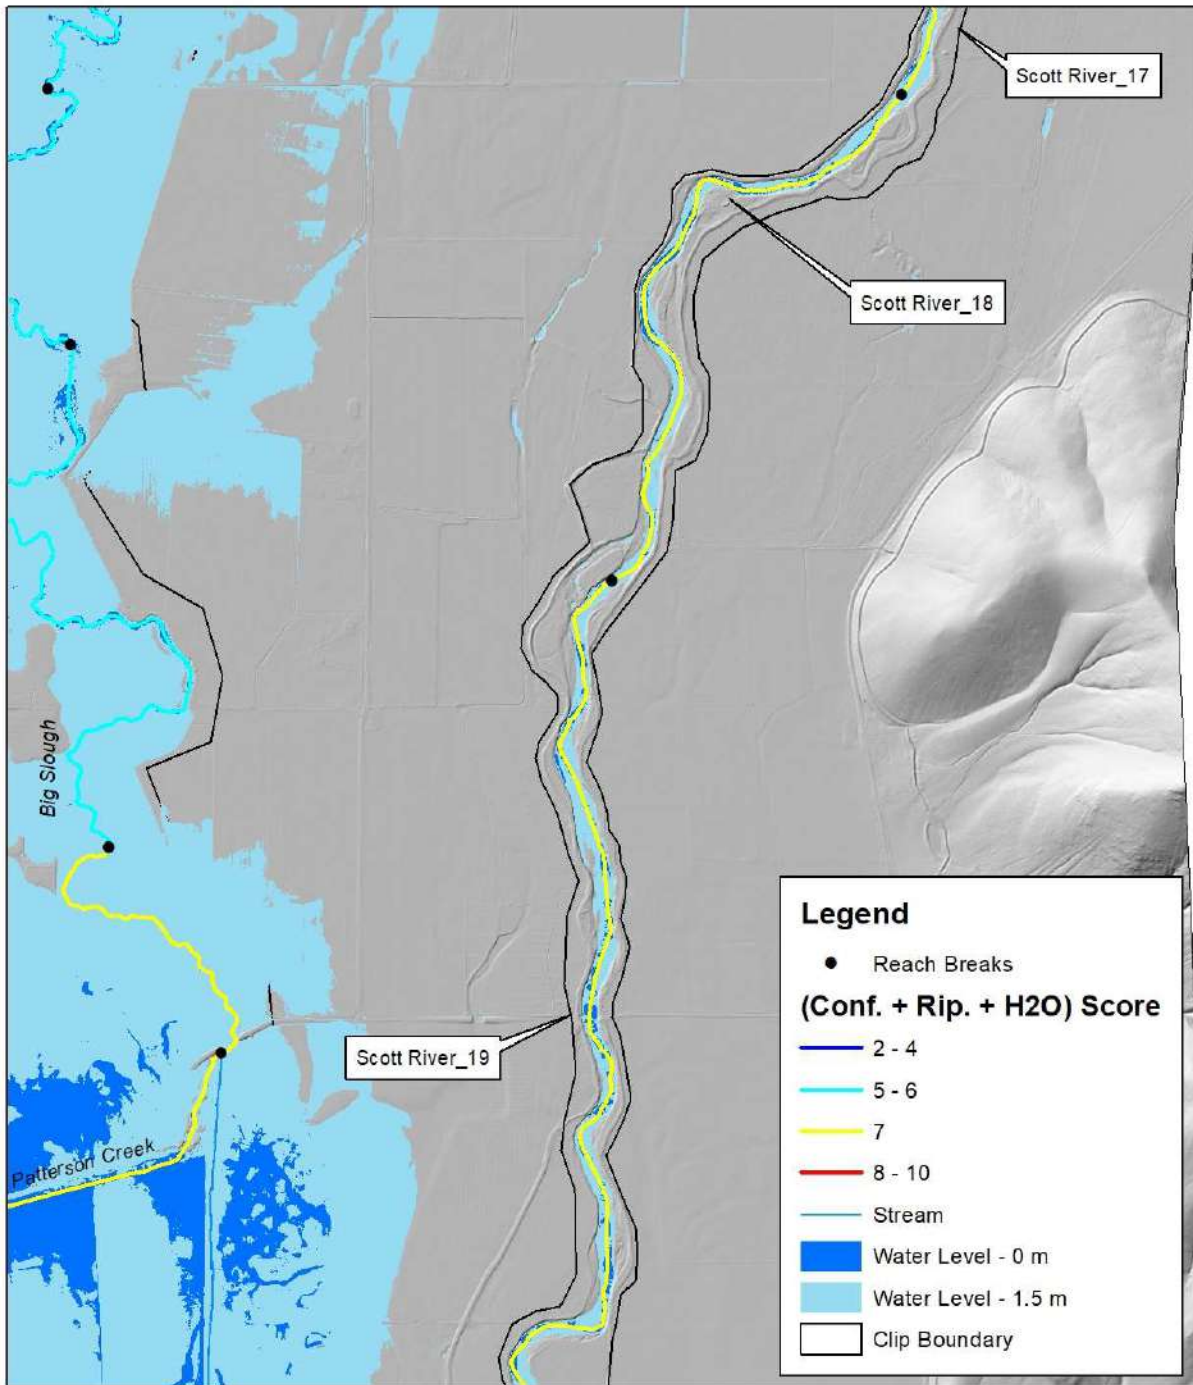 Scott River_17
Scott River_18
Big Slough
Scott River_19
Patterson Creek
Legend
Reach Breaks
(Conf. + Rip. + H2O) Score
2 - 4
5 - 6
7
8 - 10
Stream
Water Level - 0 m
Water Level - 1.5 m
Clip Boundary